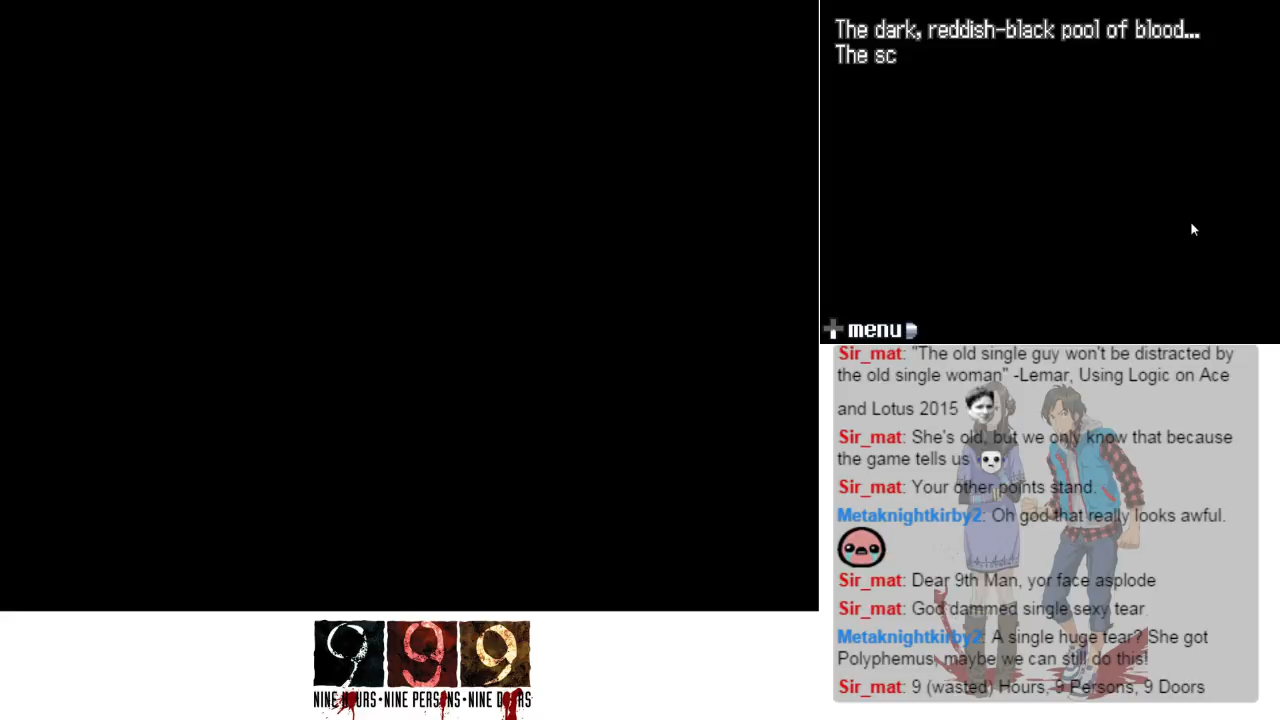 The dark, reddish-black pool of blood...
The sc
menu
Sir_mat: "The old single guy won't be distracted by
the old single woman" -Lemar, Using Logic on Ace
and Lotus 2015
Sir_mat: She's old, but we only know that because
the game tells us
Sir_mat: Your other points stand.
Metaknightkirby2: Oh god that really looks awful.
Sir_mat: Dear 9th Man, yor face asplode
Sir_mat: God dammed single sexy tear
Metaknightkirby2: A single huge tear? She got
Polyphemus, maybe we can still do this!
Sir_mat: 9 (wasted) Hours, 9 Persons, 9 Doors
9 9 9
NINE HOURS • NINE PERSONS • NINE DOORS